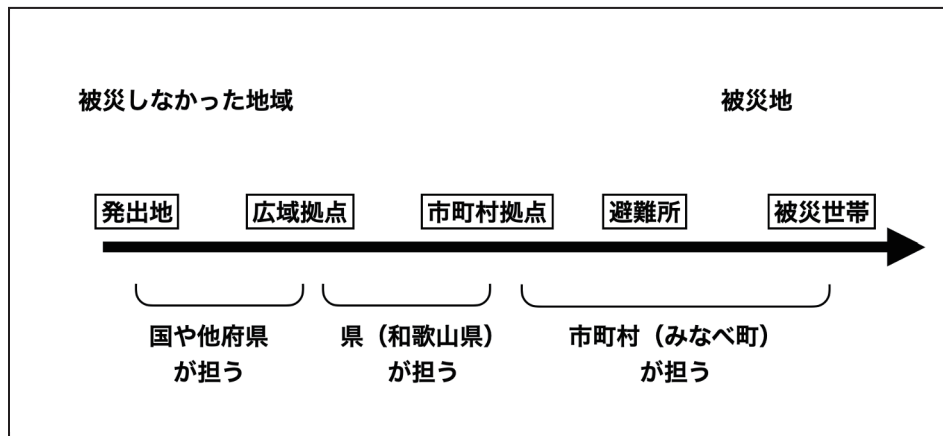 被災しなかった地域
被災地
発出地
広域拠点
市町村拠点
避難所
被災世帯
国や他府県
が担う
県（和歌山県）
が担う
市町村（みなべ町）
が担う